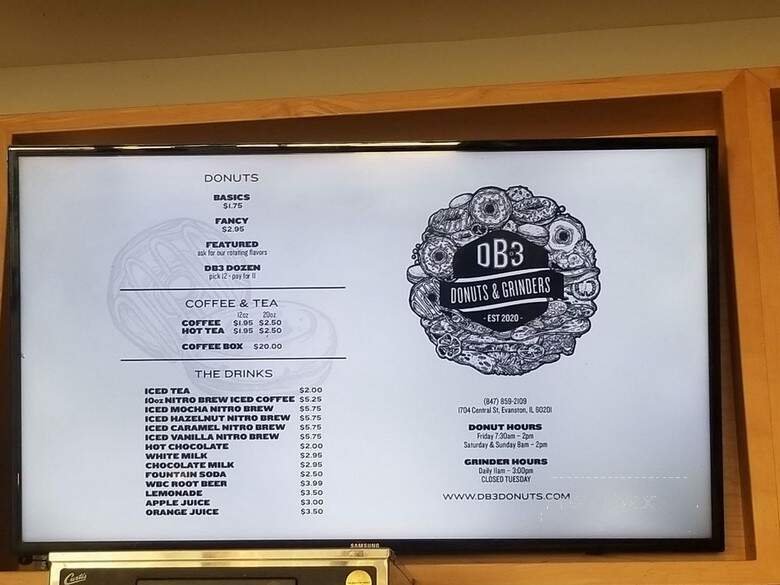 DONUTS
BASICS
$1.75
FANCY
$2.95
FEATURED
ask for our rotating flavors
DB3 DOZEN
pick 12 - pay for 11
COFFEE & TEA
12oz 20oz
COFFEE $1.95 $2.50
HOT TEA $1.95 $2.50
COFFEE BOX $20.00
THE DRINKS
ICED TEA $2.00
10oz NITRO BREW ICED COFFEE $5.25
ICED MOCHA NITRO BREW $5.75
ICED HAZELNUT NITRO BREW $5.75
ICED CARAMEL NITRO BREW $5.75
ICED VANILLA NITRO BREW $5.75
HOT CHOCOLATE $2.00
WHITE MILK $2.95
CHOCOLATE MILK $2.95
FOUNTAIN SODA $2.50
WBC ROOT BEER $3.99
LEMONADE $3.50
APPLE JUICE $3.00
ORANGE JUICE $3.50
DB3
DONUTS & GRINDERS
- EST 2020 -
(847) 859-2109
1704 Central St, Evanston, IL 60201
DONUT HOURS
Friday 7:30am - 2pm
Saturday & Sunday 8am - 2pm
GRINDER HOURS
Daily 11am - 3:00pm
CLOSED TUESDAY
WWW.DB3DONUTS.COM
SAMSUNG
Curtis